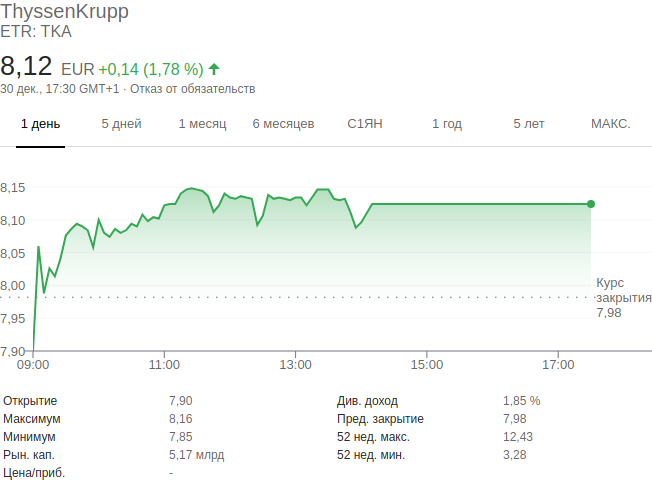 ThyssenKrupp
ETR: TKA
8,12 EUR +0,14 (1,78 %)
30 дек., 17:30 GMT+1 · Отказ от обязательств
1 день 5 дней 1 месяц 6 месяцев С1ЯН 1 год 5 лет МАКС.
8,15
8,10
8,05
8,00
7,95
7,90
Курс
закрытия
7,98
09:00 11:00 13:00 15:00 17:00
Открытие 7,90 Див. доход 1,85 %
Максимум 8,16 Пред. закрытие 7,98
Минимум 7,85 52 нед. макс. 12,43
Рын. кап. 5,17 млрд 52 нед. мин. 3,28
Цена/приб. -